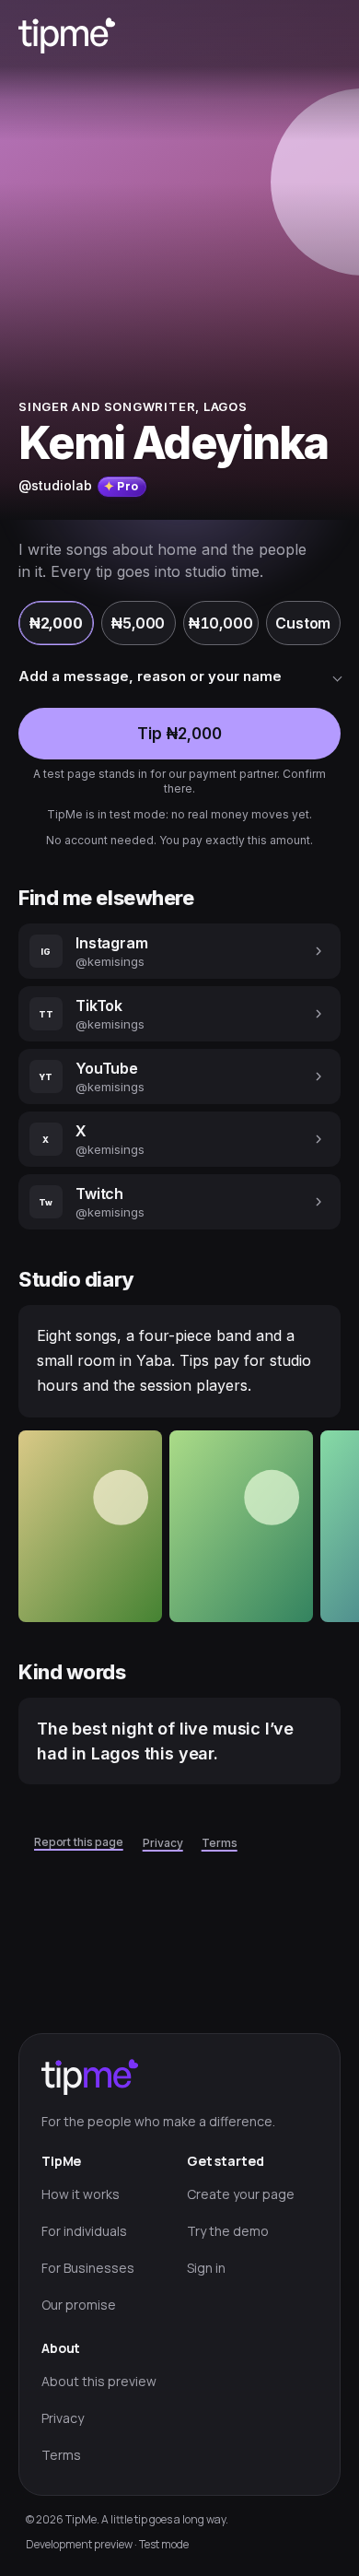 tipme
SINGER AND SONGWRITER, LAGOS
Kemi Adeyinka
@studiolab ✦ Pro
I write songs about home and the people
in it. Every tip goes into studio time.
₦2,000 ₦5,000 ₦10,000 Custom
Add a message, reason or your name
Tip ₦2,000
A test page stands in for our payment partner. Confirm
there.
TipMe is in test mode: no real money moves yet.
No account needed. You pay exactly this amount.
Find me elsewhere
IG Instagram
@kemisings
TT TikTok
@kemisings
YT YouTube
@kemisings
X X
@kemisings
Tw Twitch
@kemisings
Studio diary
Eight songs, a four-piece band and a
small room in Yaba. Tips pay for studio
hours and the session players.
Kind words
The best night of live music I’ve
had in Lagos this year.
Report this page Privacy Terms
tipme
For the people who make a difference.
TipMe
How it works
For individuals
For Businesses
Our promise
Get started
Create your page
Try the demo
Sign in
About
About this preview
Privacy
Terms
© 2026 TipMe. A little tip goes a long way.
Development preview · Test mode